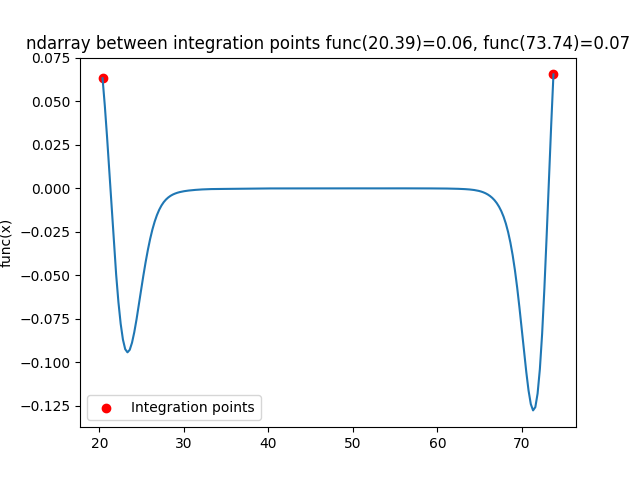 ndarray between integration points func(20.39)=0.06, func(73.74)=0.07
0.075
0.050
0.025
0.000
−0.025
−0.050
−0.075
−0.100
−0.125
func(x)
Integration points
20 30 40 50 60 70